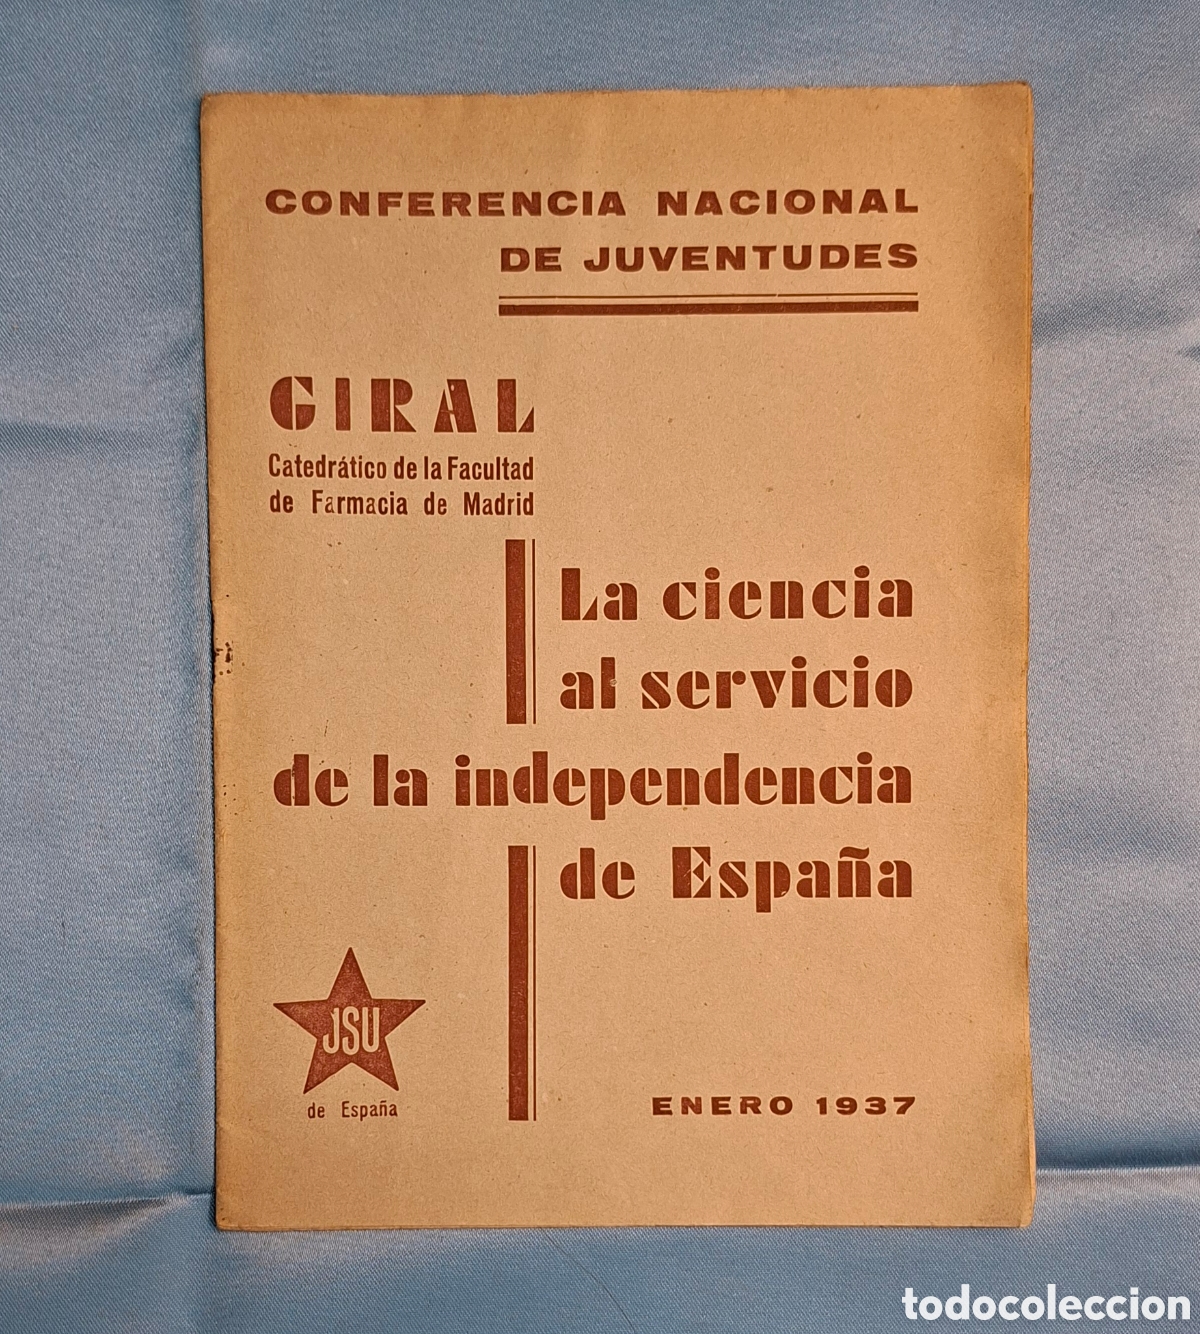 CONFERENCIA NACIONAL
DE JUVENTUDES
GIRAL
Catedrático de la Facultad
de Farmacia de Madrid
La ciencia
al servicio
de la independencia
de España
JSU
de España
ENERO 1937
todocoleccion